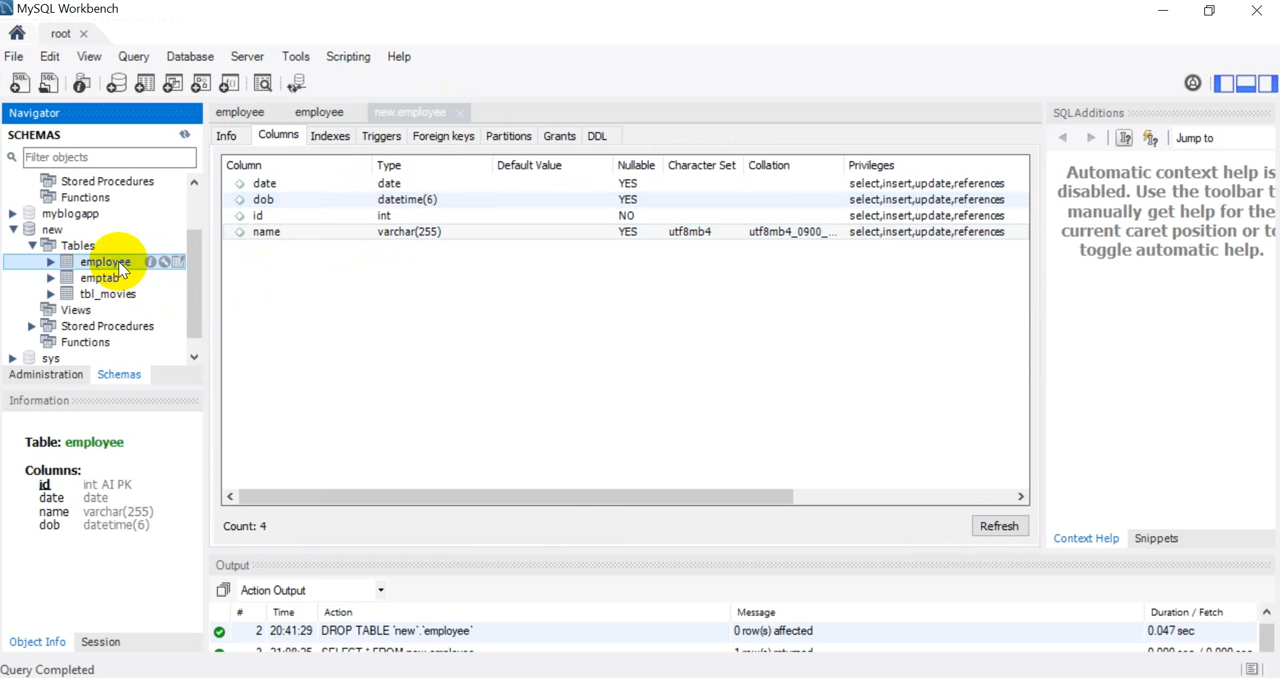 MySQL Workbench
root
File Edit View Query Database Server Tools Scripting Help
Navigator
SCHEMAS
Filter objects
Stored Procedures
Functions
myblogapp
new
Tables
employee
emptab
tbl_movies
Views
Stored Procedures
Functions
sys
Administration Schemas
Information
Table: employee
Columns:
id int AI PK
date date
name varchar(255)
dob datetime(6)
Object Info Session
Query Completed
employee employee new.employee
Info Columns Indexes Triggers Foreign keys Partitions Grants DDL
Column Type Default Value Nullable Character Set Collation Privileges
date date YES select,insert,update,references
dob datetime(6) YES select,insert,update,references
id int NO select,insert,update,references
name varchar(255) YES utf8mb4 utf8mb4_0900_... select,insert,update,references
Count: 4
Refresh
Output
Action Output
# Time Action Message Duration / Fetch
2 20:41:29 DROP TABLE `new`.`employee` 0 row(s) affected 0.047 sec
SQLAdditions
Jump to
Automatic context help is
disabled. Use the toolbar t
manually get help for the
current caret position or to
toggle automatic help.
Context Help Snippets